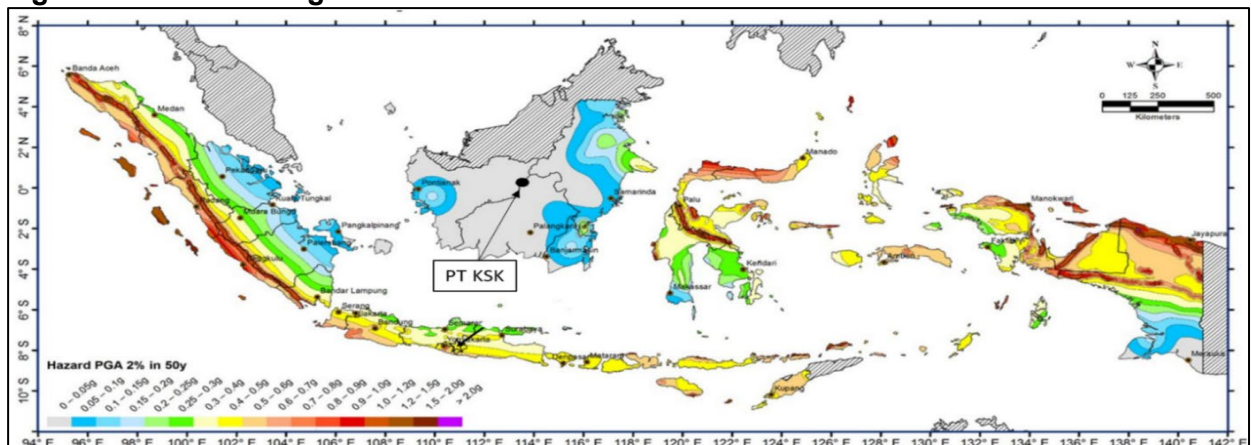 8°N
6°N
4°N
2°N
0°
2°S
4°S
6°S
8°S
10°S
Banda Aceh
Medan
Pekanbaru
Padang
Kuala Tungkal
Muara Bungo
Pangkalpinang
Palembang
Bengkulu
Bandar Lampung
Serang
Jakarta
Bandung
Semarang
Surabaya
Yogyakarta
Denpasar
Mataram
Kupang
Pontianak
Palangkaraya
Banjarmasin
Samarinda
PT KSK
Manado
Palu
Kendari
Makassar
Ambon
Manokwari
Fakfak
Jayapura
Merauke
N
W E
S
0 125 250 500
Kilometers
Hazard PGA 2% in 50y
0 – 0.05g
0.05 – 0.1g
0.1 – 0.15g
0.15 – 0.2g
0.2 – 0.25g
0.25 – 0.3g
0.3 – 0.4g
0.4 – 0.5g
0.5 – 0.6g
0.6 – 0.7g
0.7 – 0.8g
0.8 – 0.9g
0.9 – 1.0g
1.0 – 1.2g
1.2 – 1.5g
1.5 – 2.0g
> 2.0g
94°E 96°E 98°E 100°E 102°E 104°E 106°E 108°E 110°E 112°E 114°E 116°E 118°E 120°E 122°E 124°E 126°E 128°E 130°E 132°E 134°E 136°E 138°E 140°E 142°E